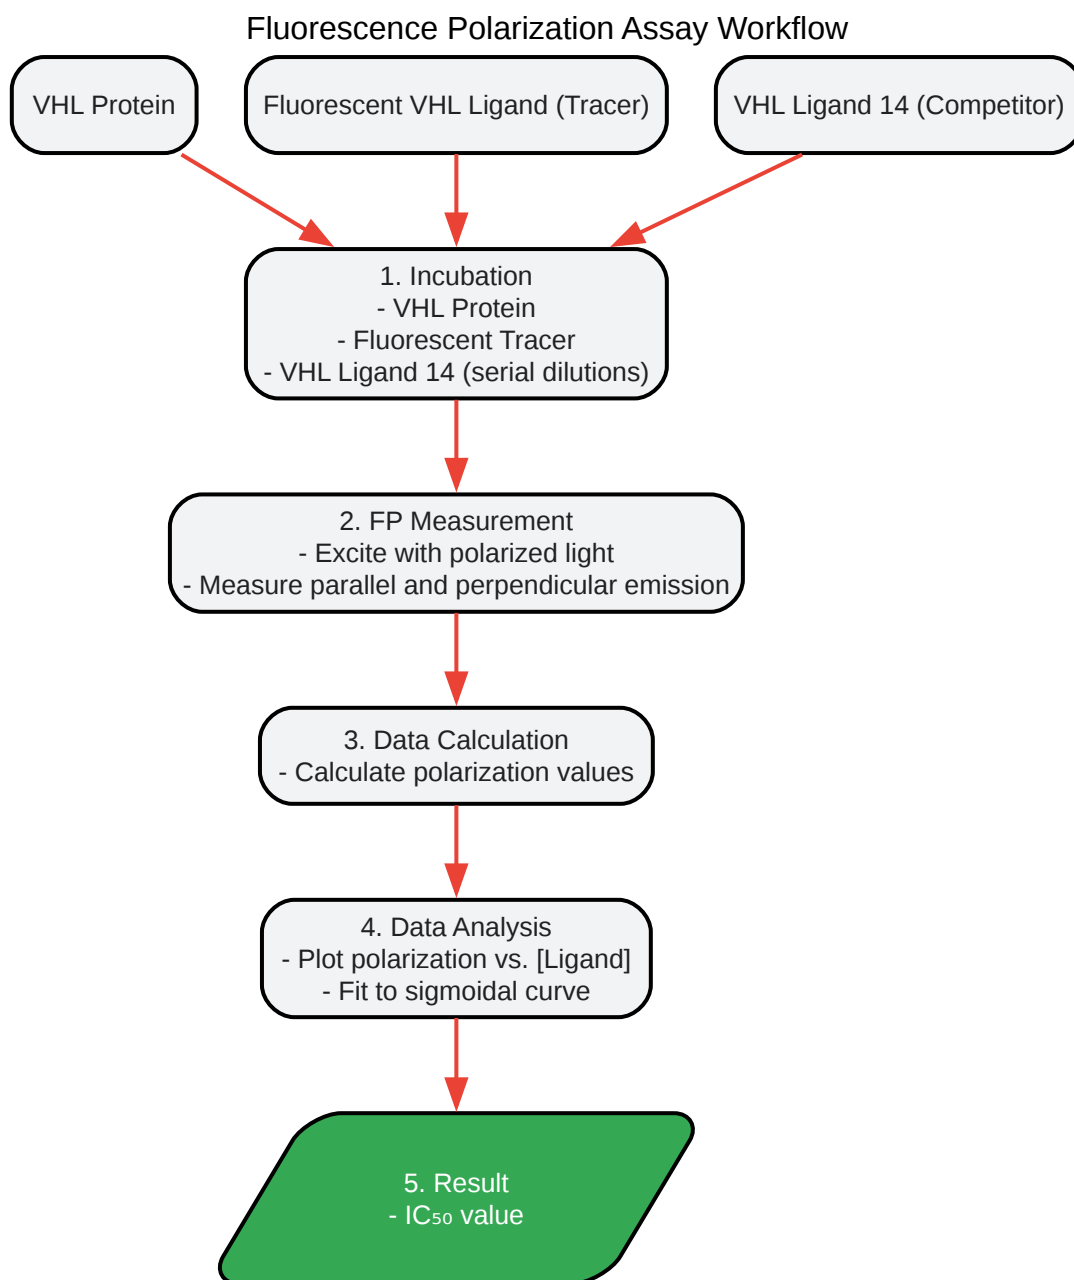 Fluorescence Polarization Assay Workflow
VHL Protein
Fluorescent VHL Ligand (Tracer)
VHL Ligand 14 (Competitor)
1. Incubation
- VHL Protein
- Fluorescent Tracer
- VHL Ligand 14 (serial dilutions)
2. FP Measurement
- Excite with polarized light
- Measure parallel and perpendicular emission
3. Data Calculation
- Calculate polarization values
4. Data Analysis
- Plot polarization vs. [Ligand]
- Fit to sigmoidal curve
5. Result
- IC₅₀ value